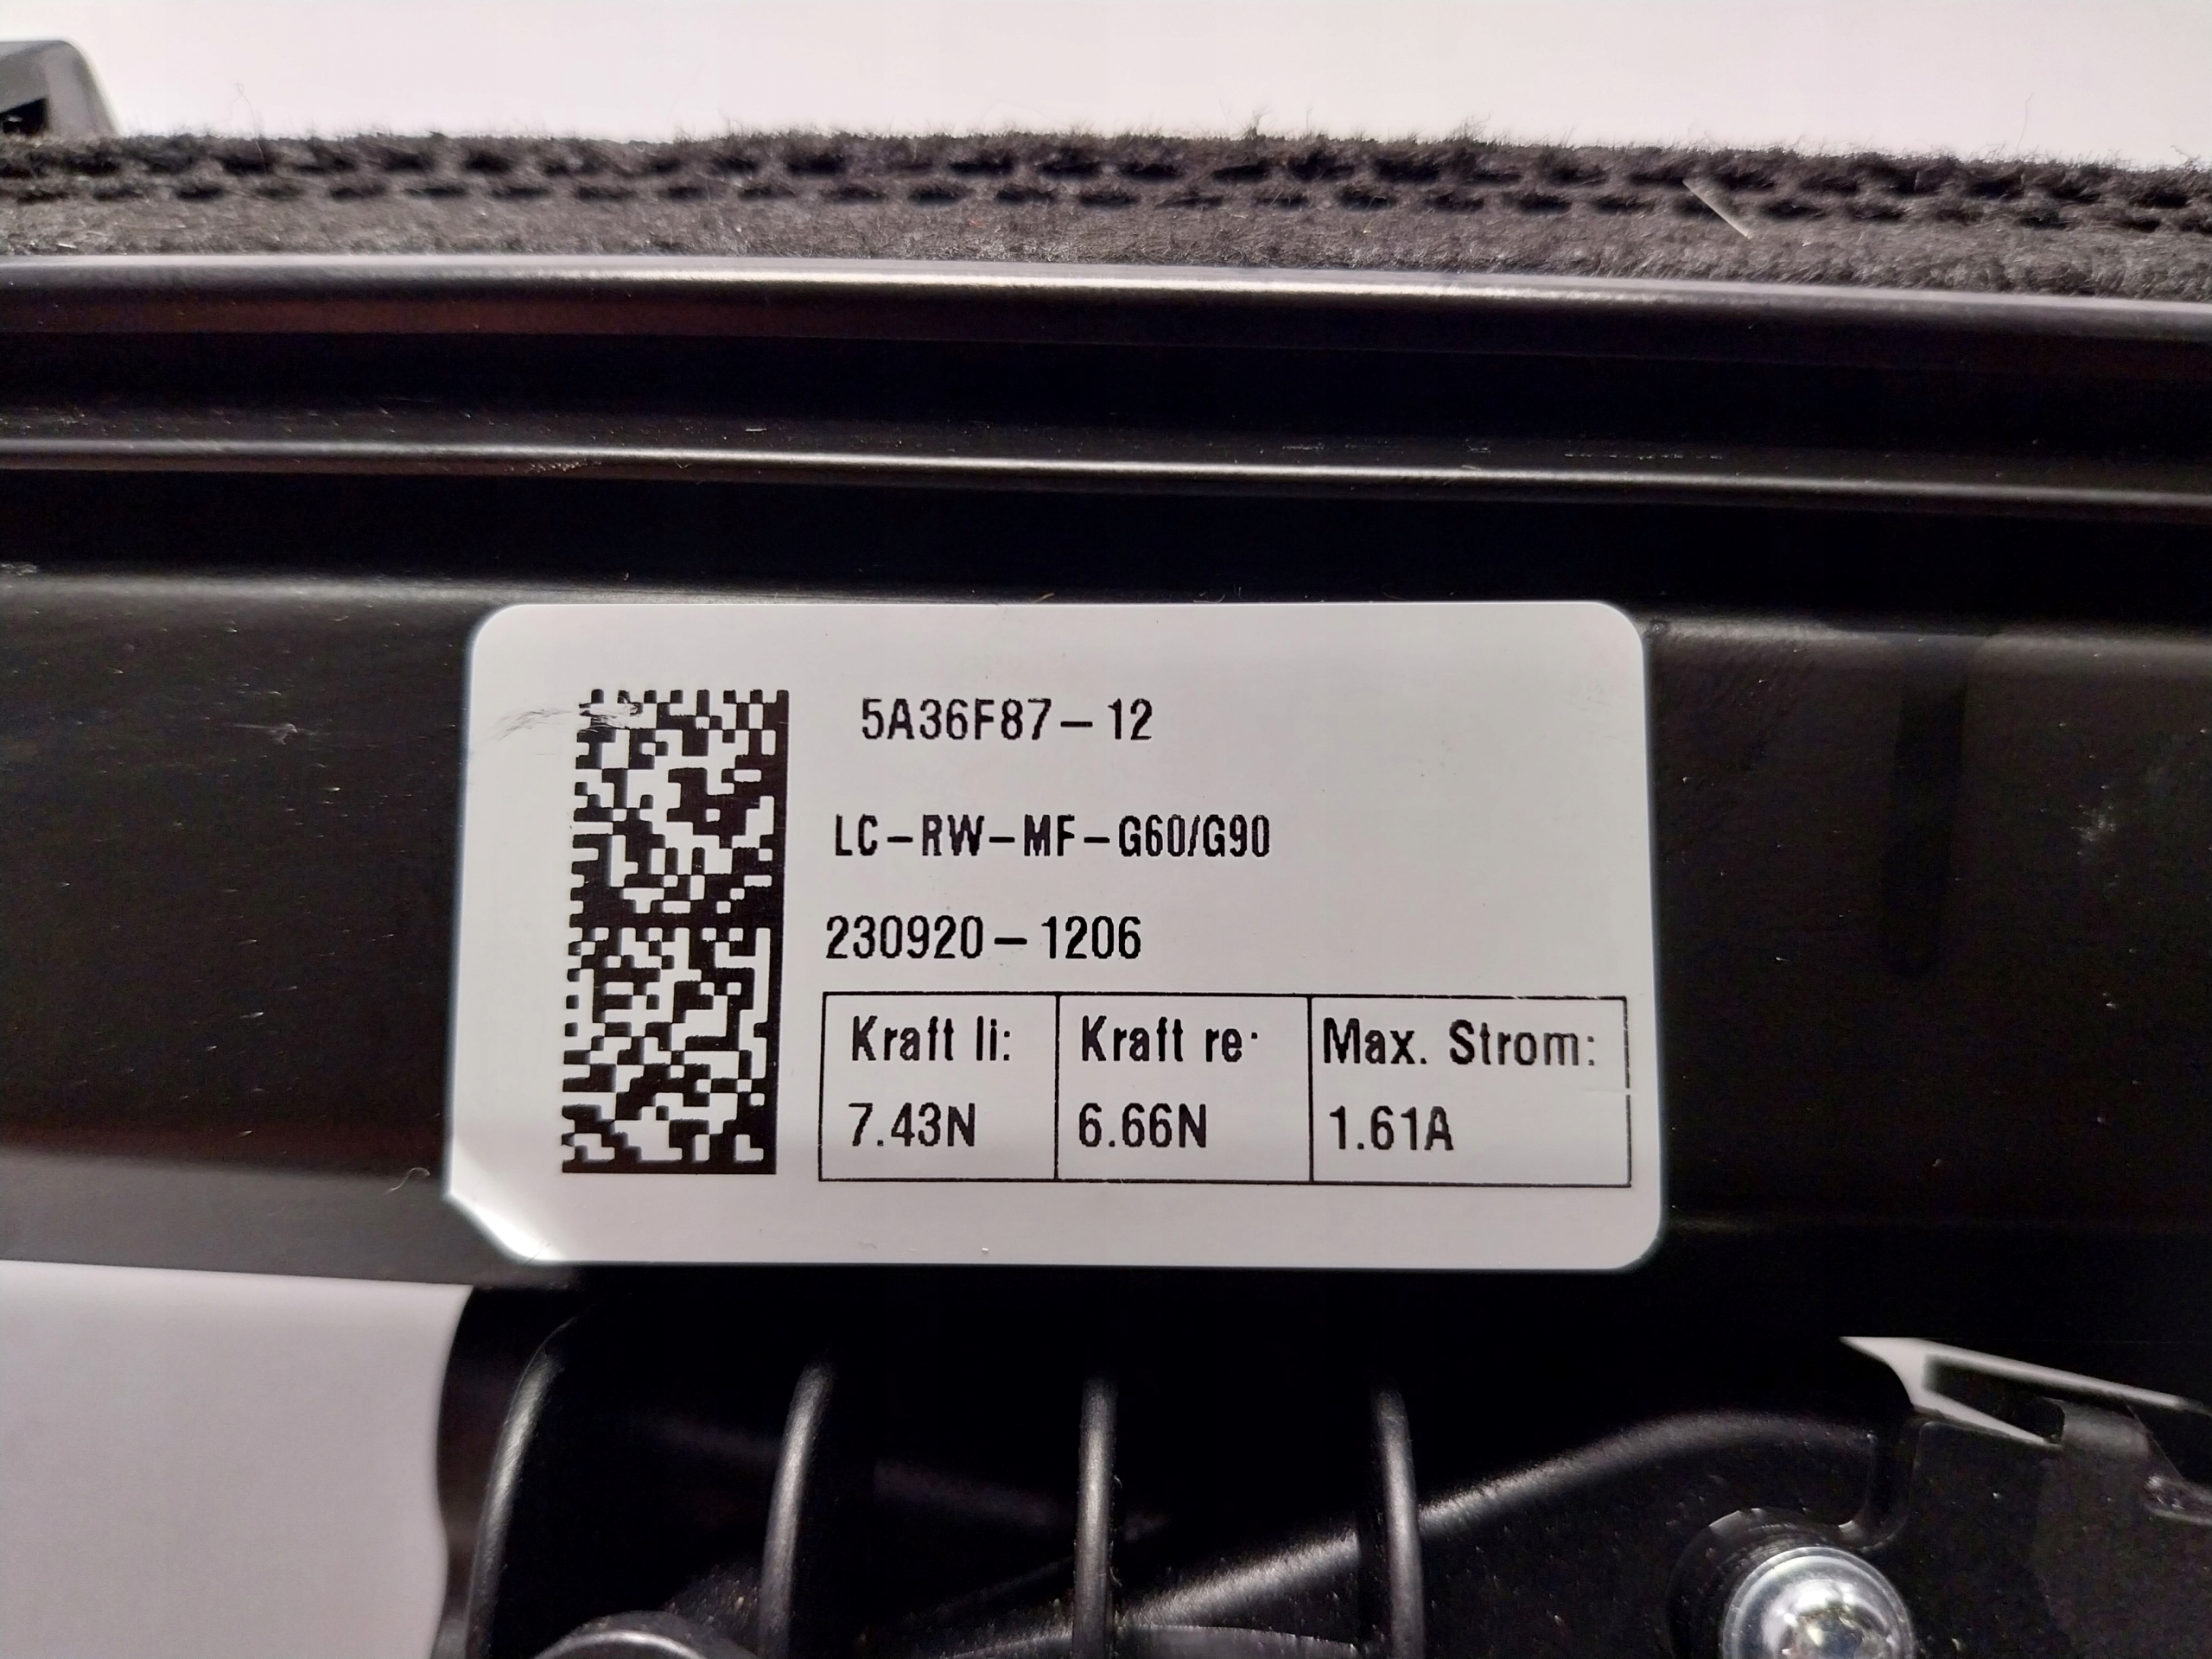 5A36F87-12
LC-RW-MF-G60/G90
230920-1206
Kraft li: Kraft re: Max. Strom:
7.43N 6.66N 1.61A